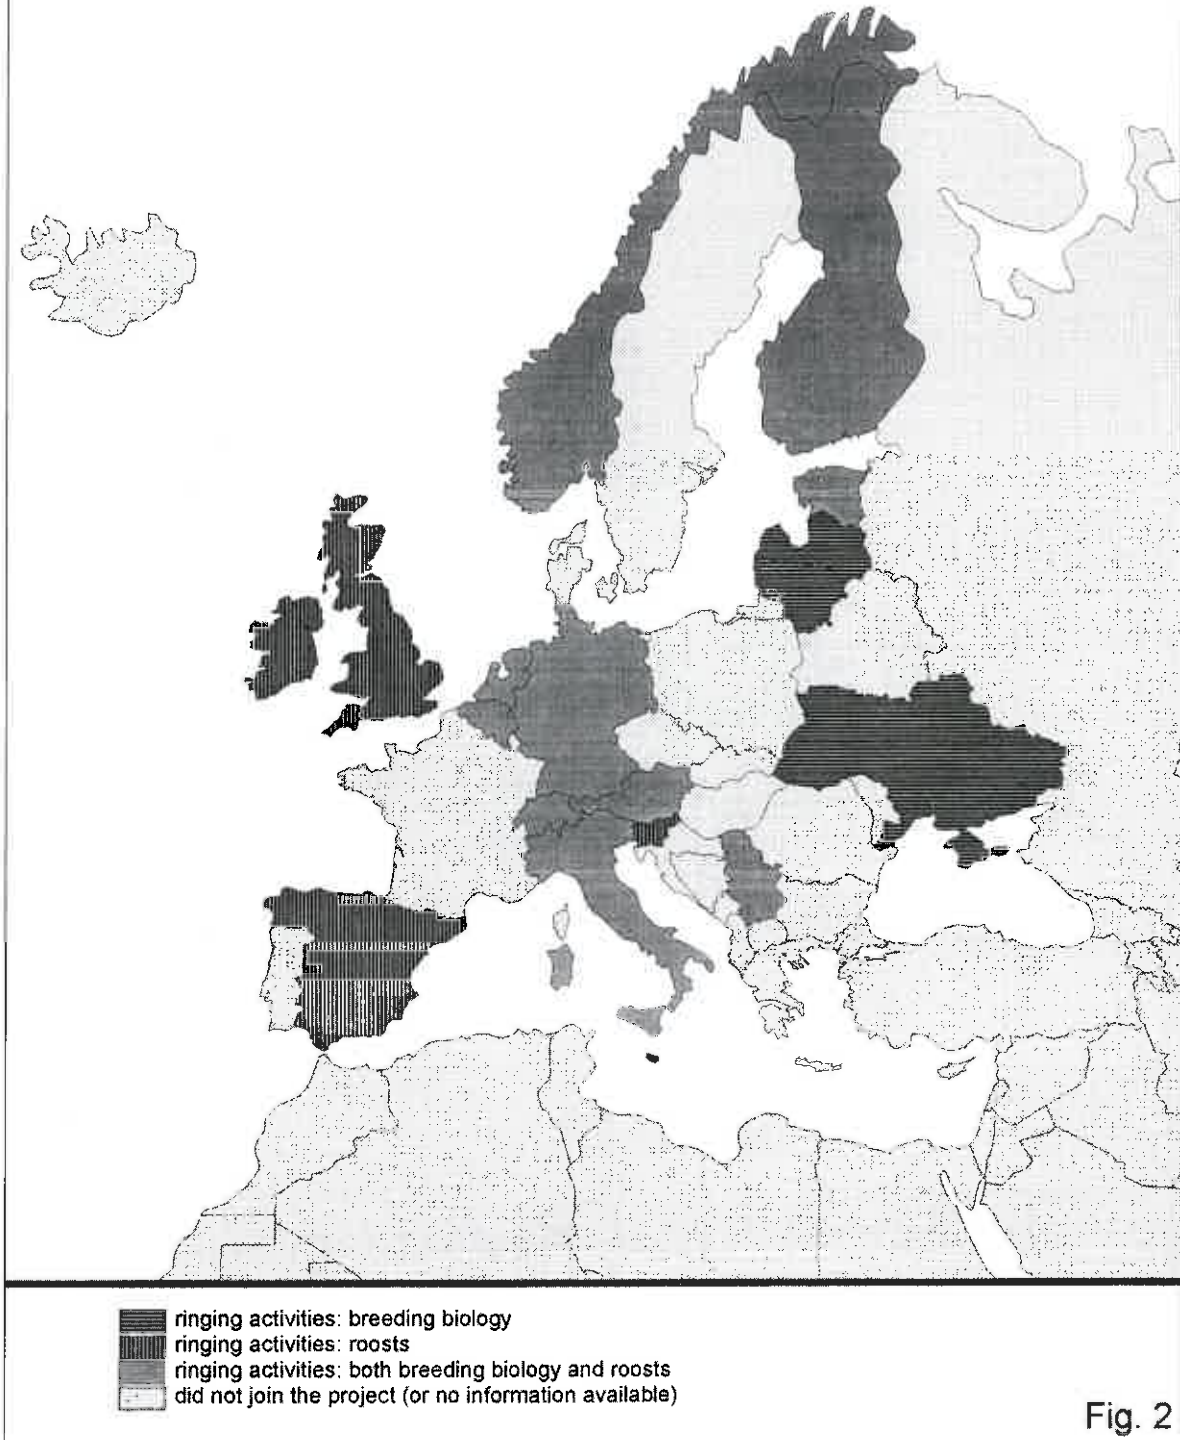 ringing activities: breeding biology
ringing activities: roosts
ringing activities: both breeding biology and roosts
did not join the project (or no information available)
Fig. 2